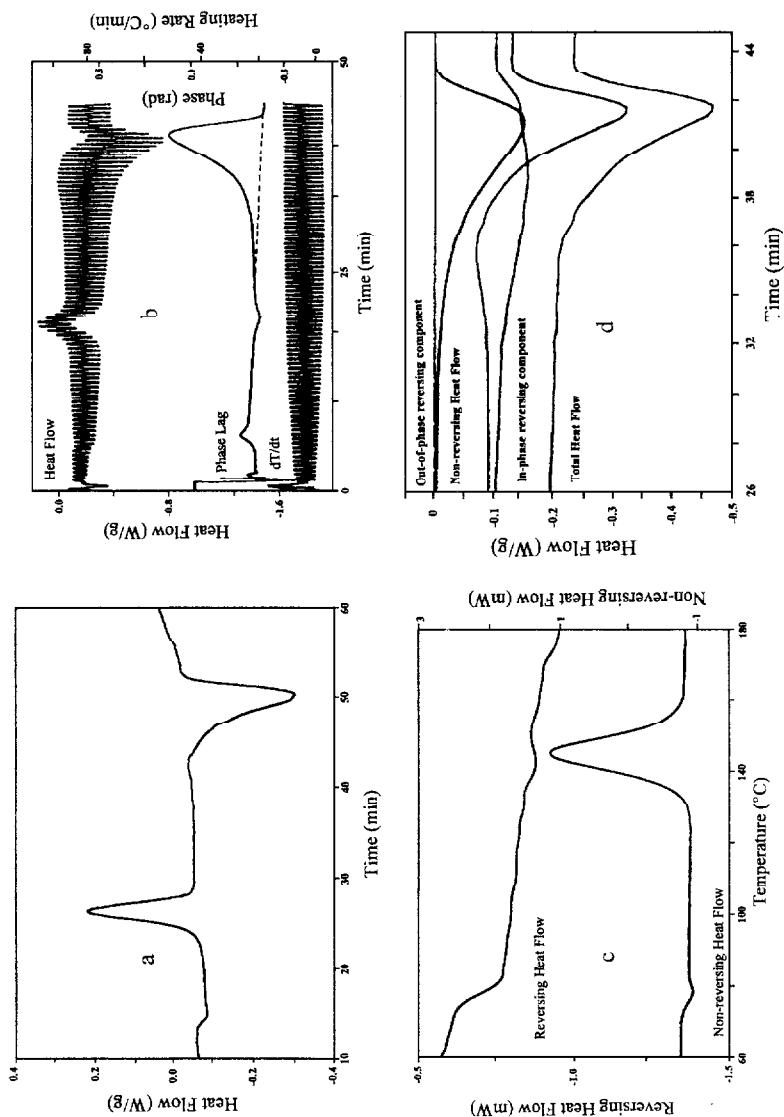 0.4
0.2
0.0
-0.2
-0.4
Heat Flow (W/g)
a
10
20
30
40
50
60
Time (min)
0.0
-0.8
-1.6
Heat Flow (W/g)
Heat Flow
b
Phase Lag
dT/dt
0
25
50
Time (min)
0.3
0.1
-0.1
Phase (rad)
80
40
0
Heating Rate °C/min)
-0.5
-1.0
-1.5
Reversing Heat Flow (mW)
Reversing Heat Flow
c
Non-reversing Heat Flow
60
100
140
180
Temperature (°C)
3
1
-1
Non-reversing Heat Flow (mW)
0
-0.1
-0.2
-0.3
-0.4
-0.5
Heat Flow (W/g)
Out-of-phase reversing component
Non-reversing Heat Flow
In-phase reversing component
Total Heat Flow
d
26
32
38
44
Time (min)